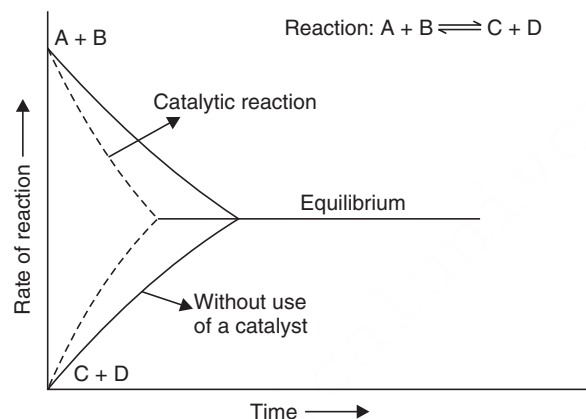 A + B
Reaction: A + B ⇌ C + D
Catalytic reaction
Equilibrium
Rate of reaction
Without use
of a catalyst
C + D
Time